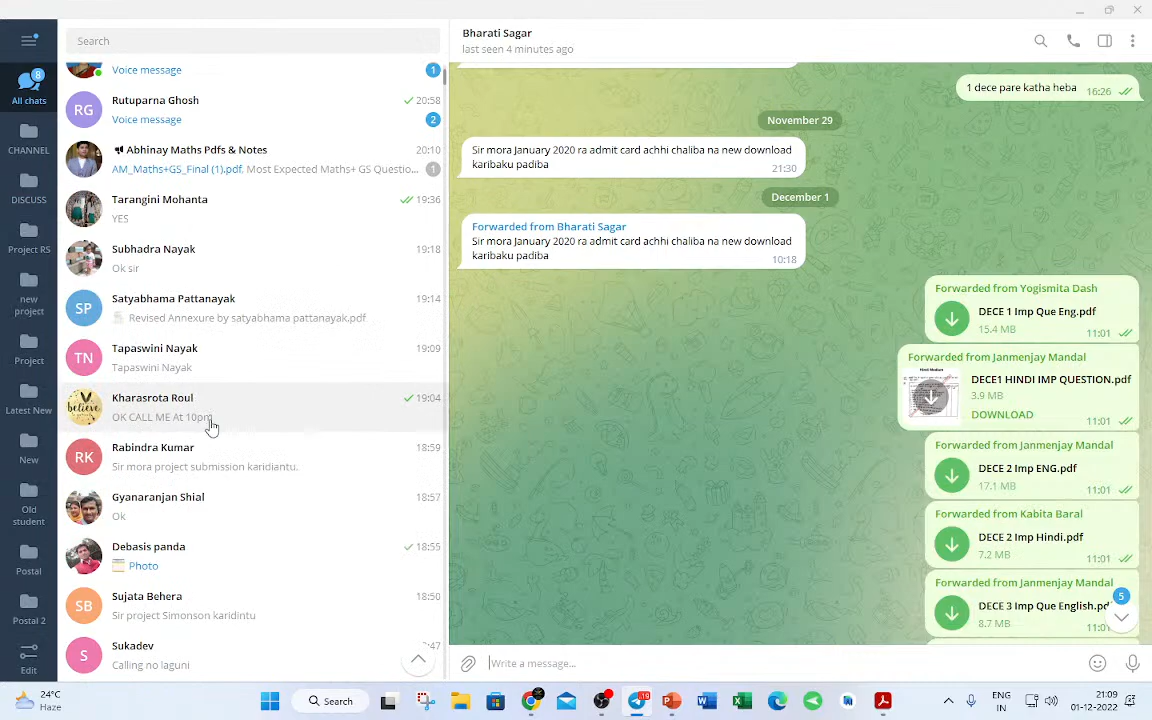 Search
Voice message
1
RG
Rutuparna Ghosh
20:58
Voice message
2
Abhinay Maths Pdfs & Notes
20:10
AM_Maths+GS_Final (1).pdf. Most Expected Maths+ GS Questio...
1
Tarangini Mohanta
19:36
YES
Subhadra Nayak
19:18
Ok sir
SP
Satyabhama Pattanayak
19:14
Revised Annexure by satyabhama pattanayak.pdf
TN
Tapaswini Nayak
19:09
Tapaswini Nayak
believe
Kharasrota Roul
19:04
OK CALL ME At 10pm
RK
Rabindra Kumar
18:59
Sir mora project submission karidiantu.
Gyanaranjan Shial
18:57
Ok
Debasis panda
18:55
Photo
SB
Sujata Behera
18:50
Sir project Simonson karidintu
S
Sukadev
:47
Calling no laguni
8
All chats
CHANNEL
DISCUSS
Project RS
new
project
Project
Latest New
New
Old
student
Postal
Postal 2
Edit
Bharati Sagar
last seen 4 minutes ago
1 dece pare katha heba
16:26
November 29
Sir mora January 2020 ra admit card achhi chaliba na new download
karibaku padiba
21:30
December 1
Forwarded from Bharati Sagar
Sir mora January 2020 ra admit card achhi chaliba na new download
karibaku padiba
10:18
Forwarded from Yogismita Dash
DECE 1 Imp Que Eng.pdf
15.4 MB
11:01
Forwarded from Janmenjay Mandal
DECE1 HINDI IMP QUESTION.pdf
3.9 MB
DOWNLOAD
11:01
Forwarded from Janmenjay Mandal
DECE 2 Imp ENG.pdf
17.1 MB
11:01
Forwarded from Kabita Baral
DECE 2 Imp Hindi.pdf
7.2 MB
11:01
Forwarded from Janmenjay Mandal
DECE 3 Imp Que English.pdf
8.7 MB
11:01
5
Write a message...
24°C
Haze
Search
19
ENG
IN
21:09
01-12-2022